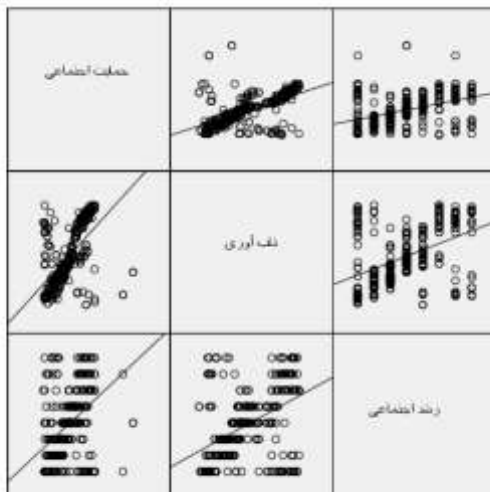 حمایت اجتماعی
تاب آوری
رشد اجتماعی